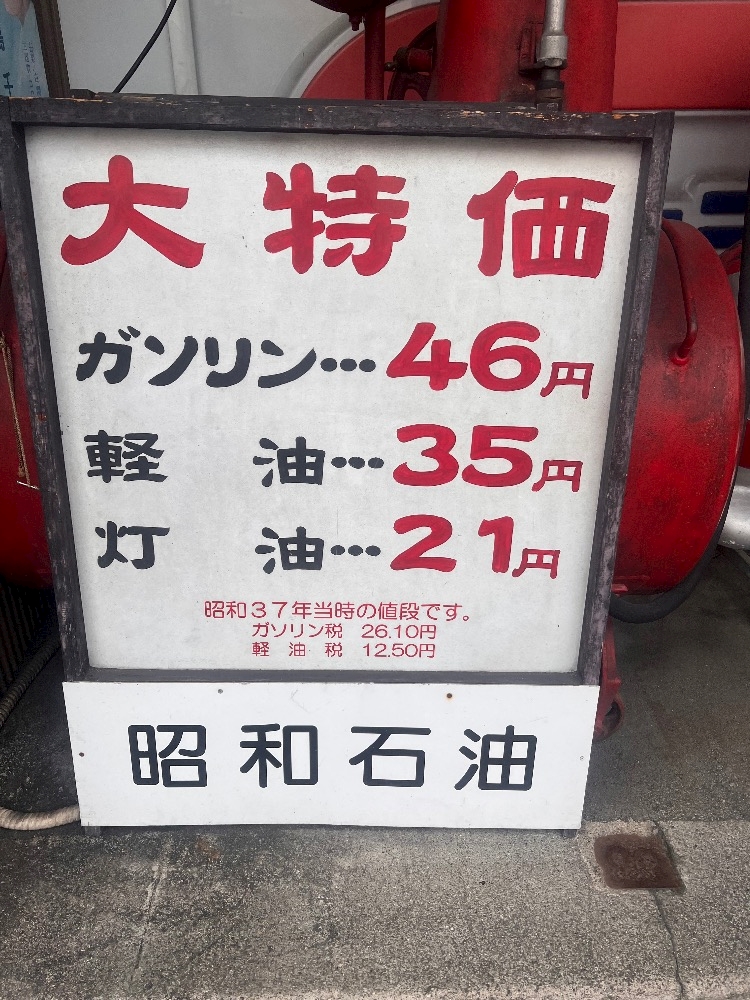 大特価
ガソリン…46円
軽　油…35円
灯　油…21円
昭和３７年当時の値段です。
ガソリン税　26.10円
軽　油　税　12.50円
昭和石油